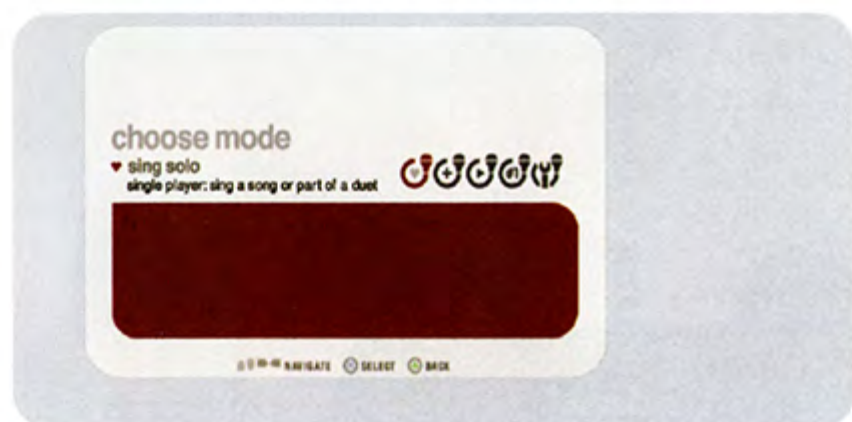 choose mode
sing solo
single player: sing a song or part of a duet
NAVIGATE SELECT BACK